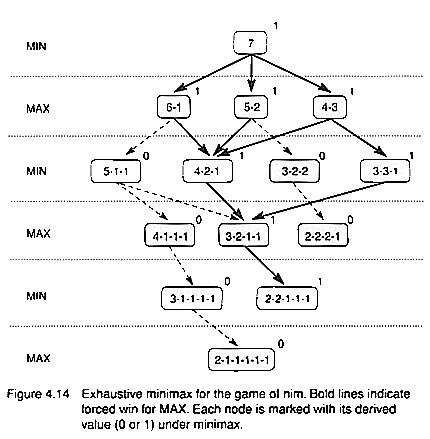 1
MIN 7
1 1 1
MAX 6-1 5-2 4-3
0 1 0 1
MIN 5-1-1 4-2-1 3-2-2 3-3-1
0 1 0
MAX 4-1-1-1 3-2-1-1 2-2-2-1
0 1
MIN 3-1-1-1-1 2-2-1-1-1
0
MAX 2-1-1-1-1-1
Figure 4.14 Exhaustive minimax for the game of nim. Bold lines indicate
forced win for MAX. Each node is marked with its derived
value (0 or 1) under minimax.